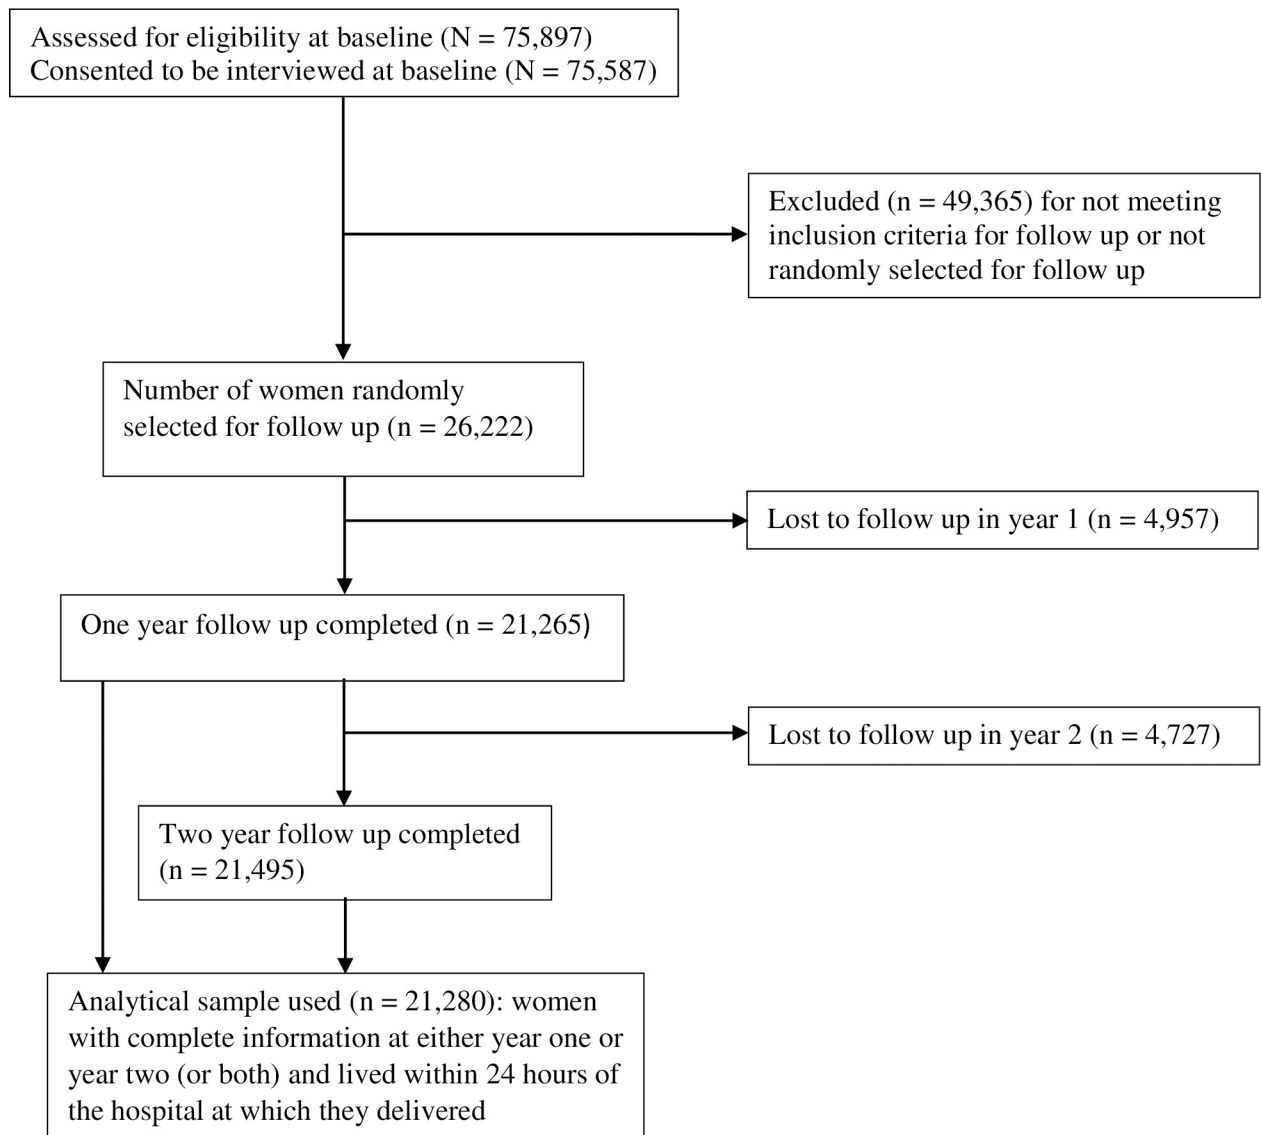 Assessed for eligibility at baseline (N = 75,897)
Consented to be interviewed at baseline (N = 75,587)
Excluded (n = 49,365) for not meeting
inclusion criteria for follow up or not
randomly selected for follow up
Number of women randomly
selected for follow up (n = 26,222)
Lost to follow up in year 1 (n = 4,957)
One year follow up completed (n = 21,265)
Lost to follow up in year 2 (n = 4,727)
Two year follow up completed
(n = 21,495)
Analytical sample used (n = 21,280): women
with complete information at either year one or
year two (or both) and lived within 24 hours of
the hospital at which they delivered